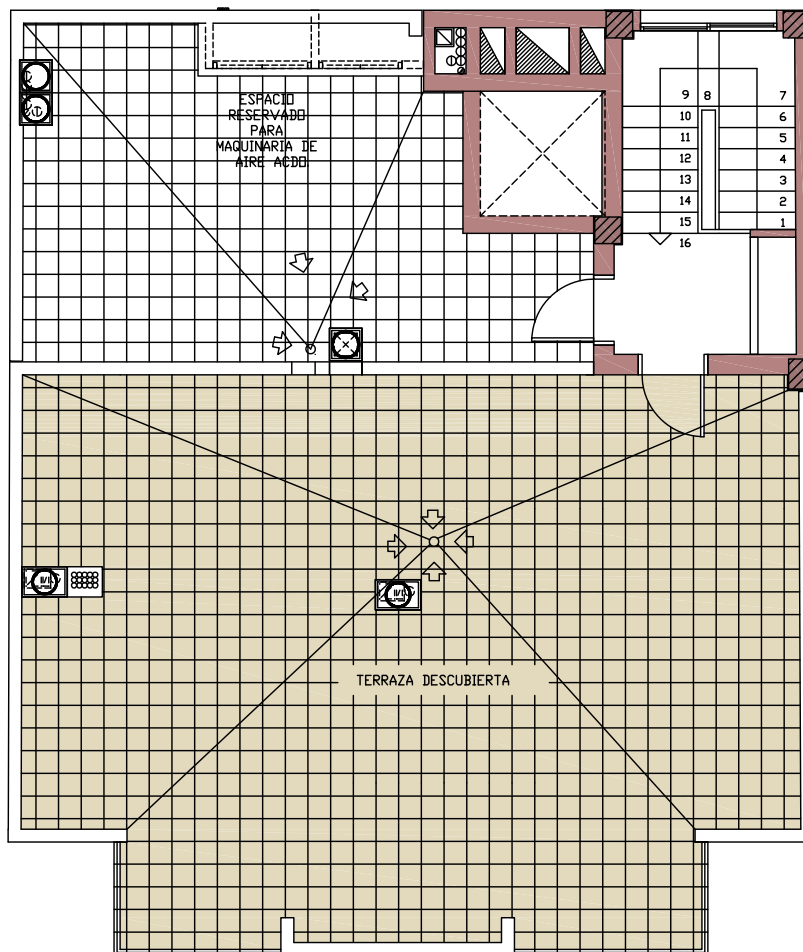 ESPACIO
RESERVADO
PARA
MAQUINARIA DE
AIRE ACDO
9 8 7
10 6
11 5
12 4
13 3
14 2
15 1
16
TERRAZA DESCUBIERTA